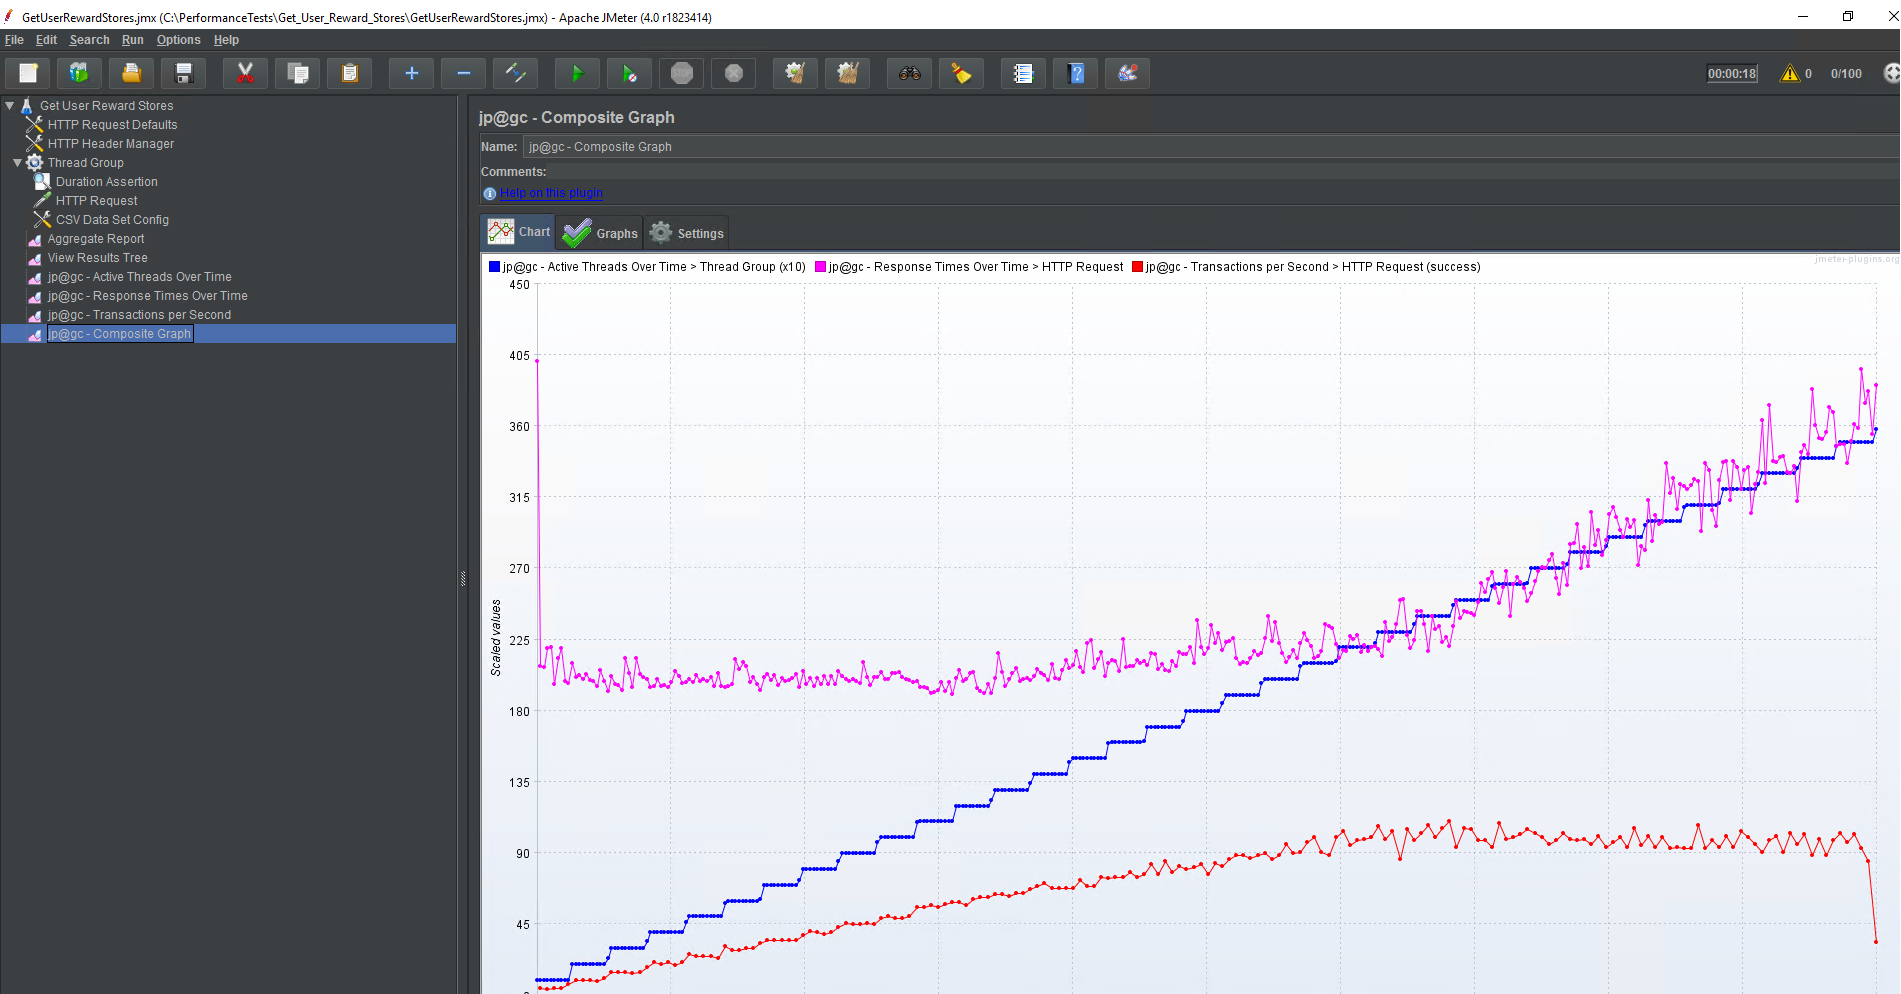 GetUserRewardStores.jmx (C:\PerformanceTests\Get_User_Reward_Stores\GetUserRewardStores.jmx) - Apache JMeter (4.0 r1823414)
File Edit Search Run Options Help
STOP
00:00:18 0 0/100
Get User Reward Stores
HTTP Request Defaults
HTTP Header Manager
Thread Group
Duration Assertion
HTTP Request
CSV Data Set Config
Aggregate Report
View Results Tree
jp@gc - Active Threads Over Time
jp@gc - Response Times Over Time
jp@gc - Transactions per Second
jp@gc - Composite Graph
jp@gc - Composite Graph
Name: jp@gc - Composite Graph
Comments:
Help on this plugin
Chart Graphs Settings
jp@gc - Active Threads Over Time > Thread Group (x10) jp@gc - Response Times Over Time > HTTP Request jp@gc - Transactions per Second > HTTP Request (success)
jmeter-plugins.org
450
405
360
315
270
225
180
135
90
45
Scaled values